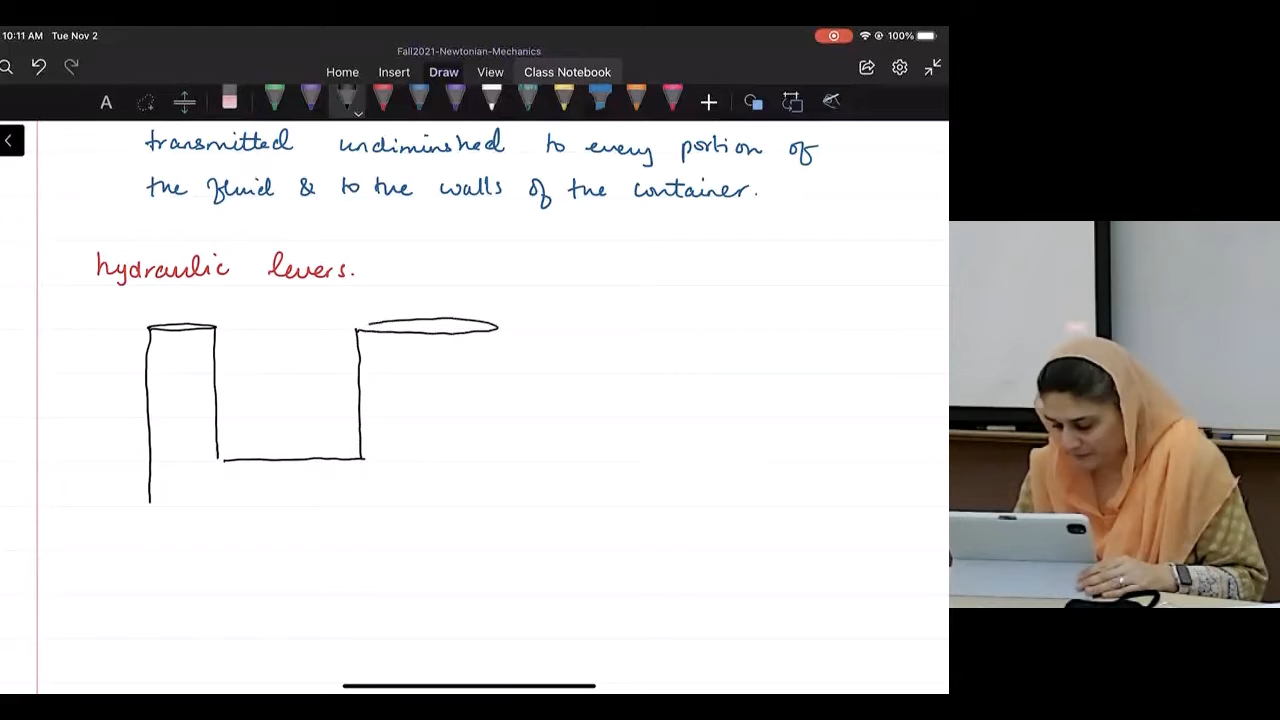 10:11 AM Tue Nov 2
100%
Fall2021-Newtonian-Mechanics
Home Insert Draw View Class Notebook
A
transmitted undiminshed to every portion of
the fluid & to the walls of the container.
hydraulic levers.